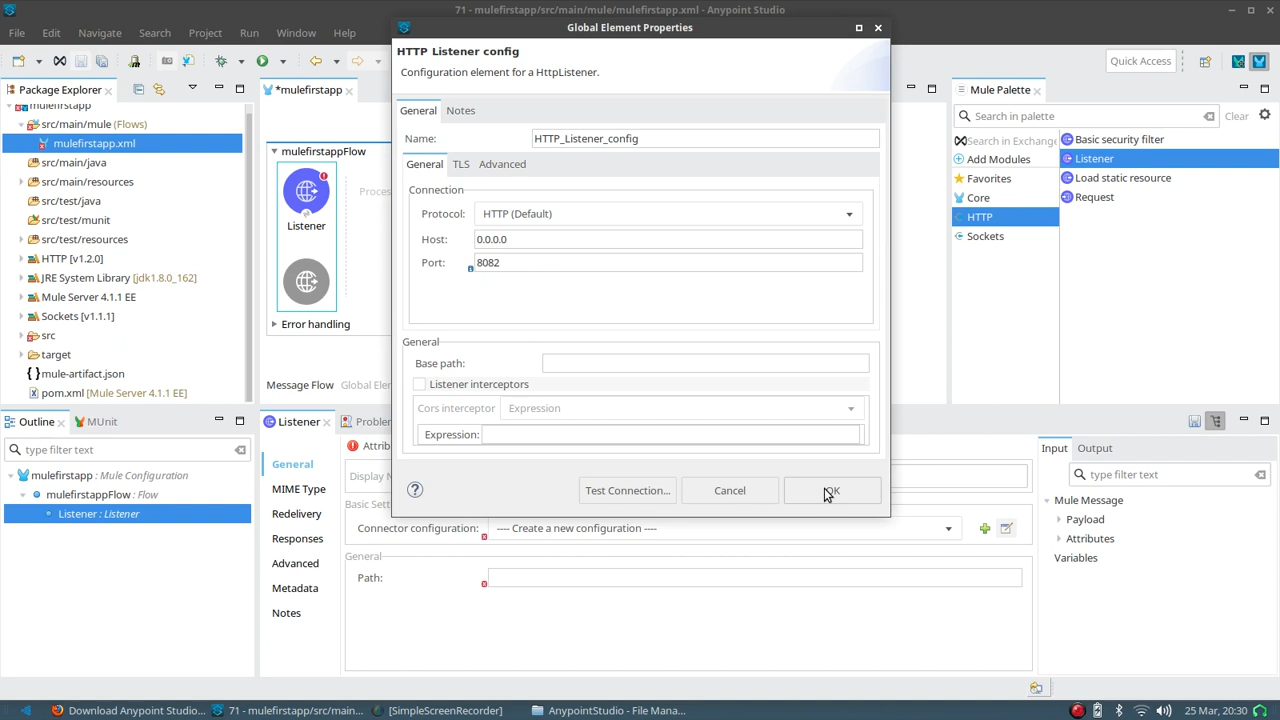 71 - mulefirstapp/src/main/mule/mulefirstapp.xml - Anypoint Studio
File Edit Navigate Search Project Run Window Help
Quick Access
Package Explorer
mulefirstapp
src/main/mule (Flows)
mulefirstapp.xml
src/main/java
src/main/resources
src/test/java
src/test/munit
src/test/resources
HTTP [v1.2.0]
JRE System Library [jdk1.8.0_162]
Mule Server 4.1.1 EE
Sockets [v1.1.1]
src
target
mule-artifact.json
pom.xml [Mule Server 4.1.1 EE]
*mulefirstapp
mulefirstappFlow
Listener
Error handling
Message Flow
Global Element Properties
HTTP Listener config
Configuration element for a HttpListener.
General Notes
Name: HTTP_Listener_config
General TLS Advanced
Connection
Protocol: HTTP (Default)
Host: 0.0.0.0
Port: 8082
General
Base path:
Listener interceptors
Cors interceptor Expression
Expression:
Test Connection... Cancel OK
Mule Palette
Search in palette Clear
Search in Exchange
Add Modules
Favorites
Core
HTTP
Sockets
Basic security filter
Listener
Load static resource
Request
Outline MUnit
type filter text
mulefirstapp : Mule Configuration
mulefirstappFlow : Flow
Listener : Listener
Listener
General
MIME Type
Redelivery
Responses
Advanced
Metadata
Notes
Connector configuration: ---- Create a new configuration ----
General
Path:
Input Output
type filter text
Mule Message
Payload
Attributes
Variables
Download Anypoint Studio... 71 - mulefirstapp/src/main... [SimpleScreenRecorder] AnypointStudio - File Mana... 25 Mar, 20:30